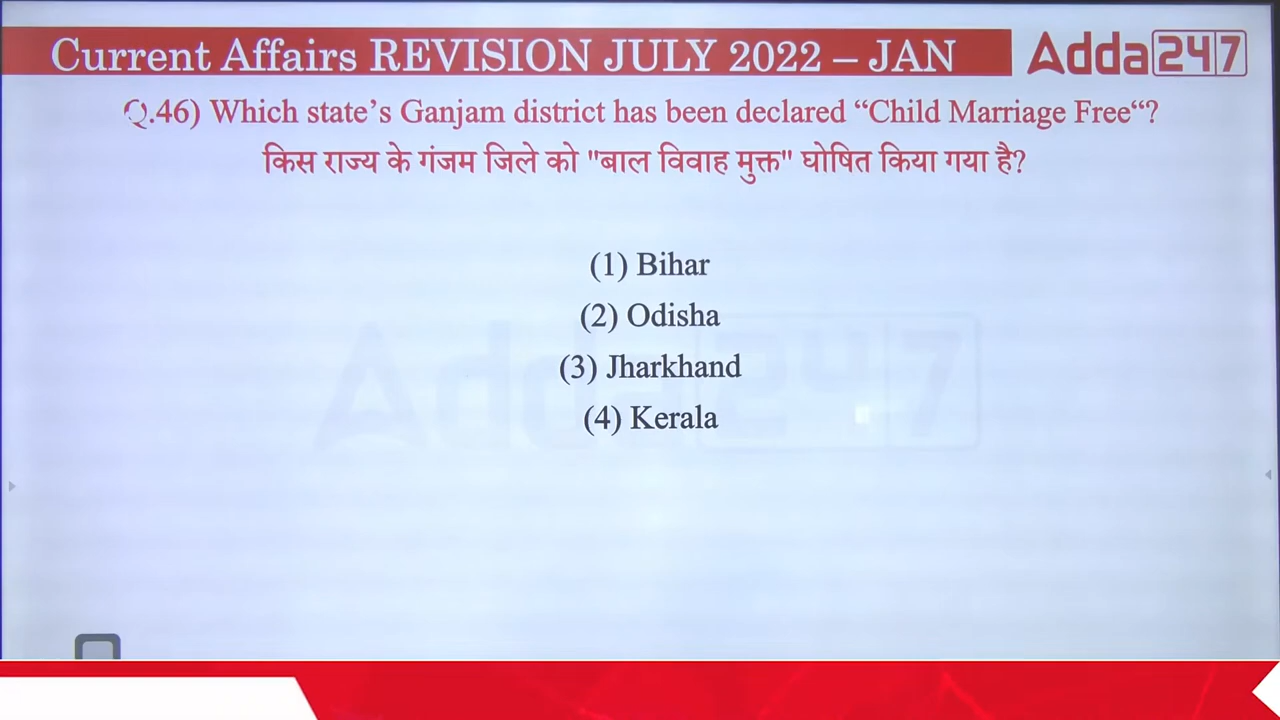 Current Affairs REVISION JULY 2022 – JAN
Adda247
Q.46) Which state’s Ganjam district has been declared “Child Marriage Free“?
किस राज्य के गंजम जिले को "बाल विवाह मुक्त" घोषित किया गया है?
(1) Bihar
(2) Odisha
(3) Jharkhand
(4) Kerala
Adda247